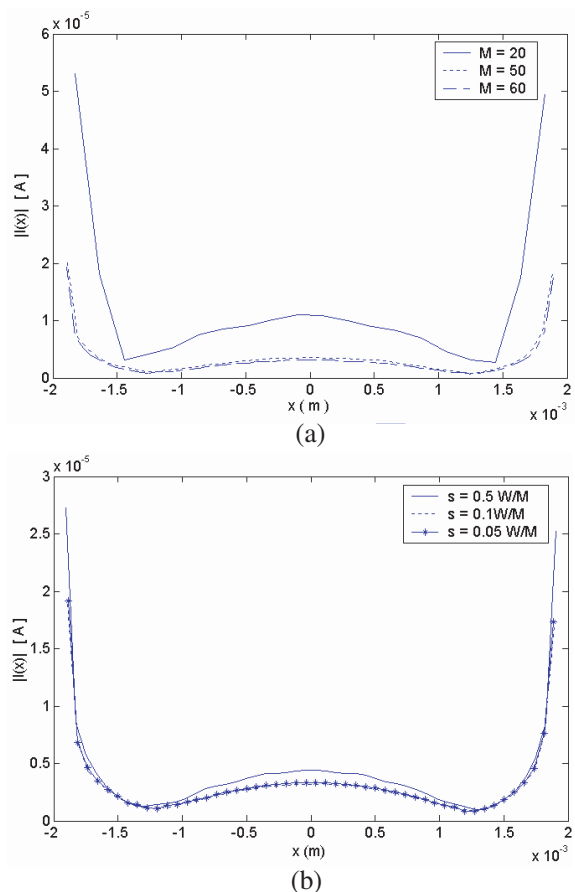 x 10^-5
6
5
4
3
2
1
0
|I(x)| [ A ]
M = 20
M = 50
M = 60
-2 -1.5 -1 -0.5 0 0.5 1 1.5 2
x ( m )
x 10^-3
(a)
x 10^-5
3
2.5
2
1.5
1
0.5
0
|I(x)| [ A ]
s = 0.5 W/M
s = 0.1W/M
s = 0.05 W/M
-2 -1.5 -1 -0.5 0 0.5 1 1.5 2
x (m)
x 10^-3
(b)